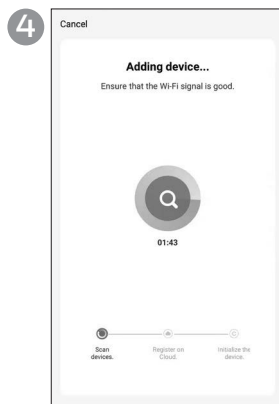 4
Cancel
Adding device...
Ensure that the Wi-Fi signal is good.
01:43
Scan
devices.
Register on
Cloud.
Initialize the
device.